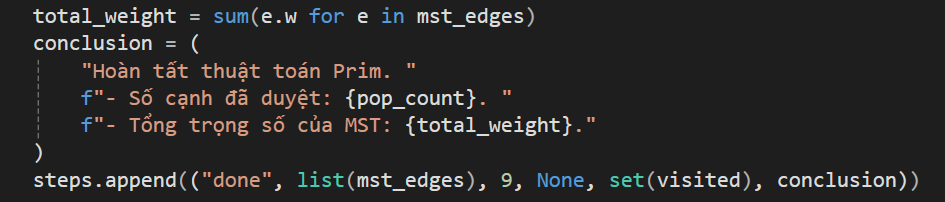 total_weight = sum(e.w for e in mst_edges)
conclusion = (
    "Hoàn tất thuật toán Prim. "
    f"- Số cạnh đã duyệt: {pop_count}. "
    f"- Tổng trọng số của MST: {total_weight}."
)
steps.append(("done", list(mst_edges), 9, None, set(visited), conclusion))